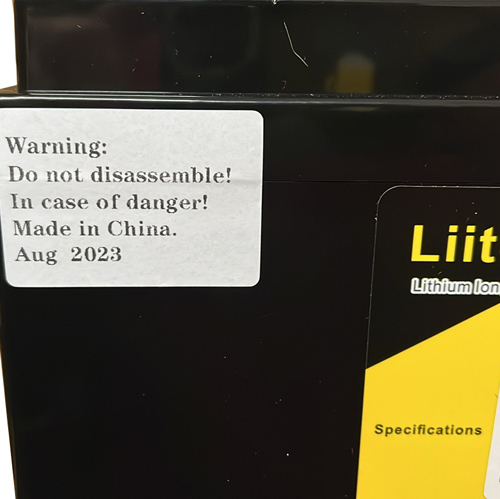 Warning:
Do not disassemble!
In case of danger!
Made in China.
Aug 2023
Liit
Lithium Ion
Specifications